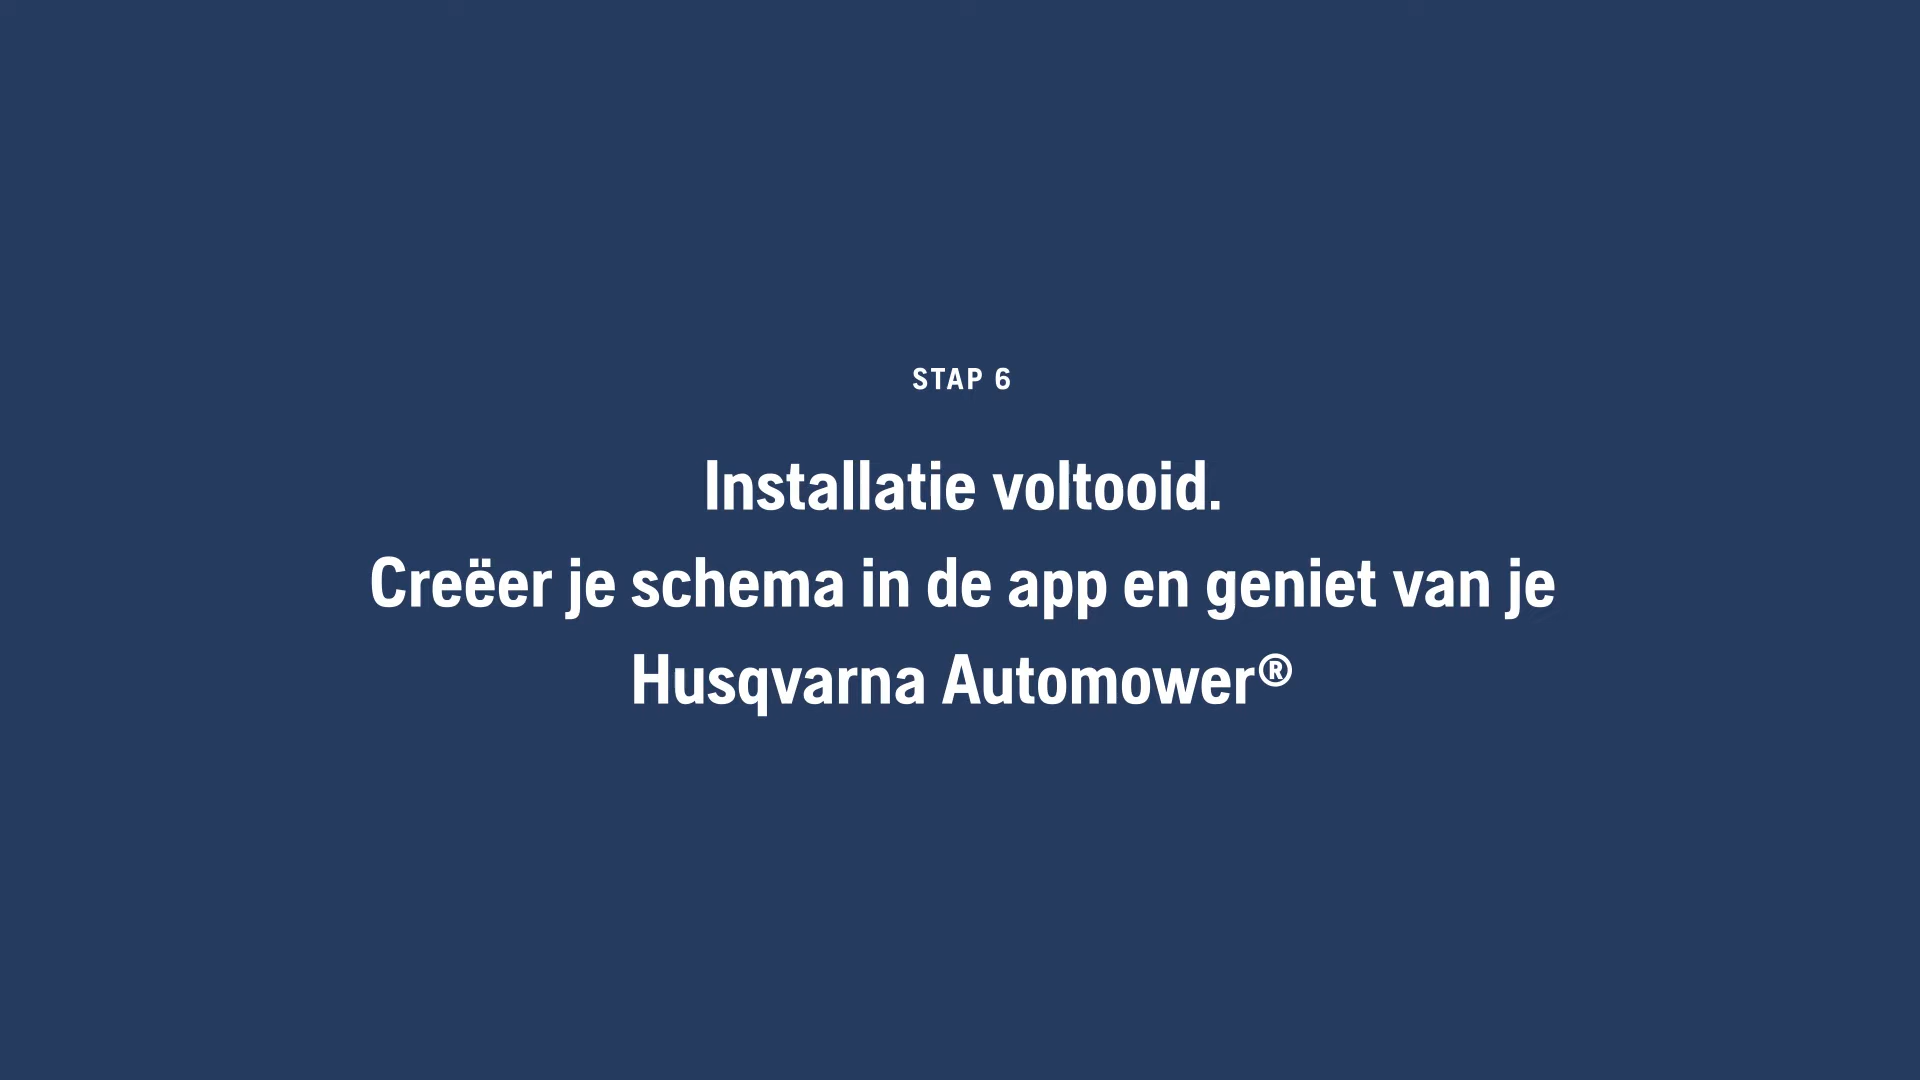 STAP 6
Installatie voltooid.
Creëer je schema in de app en geniet van je
Husqvarna Automower®